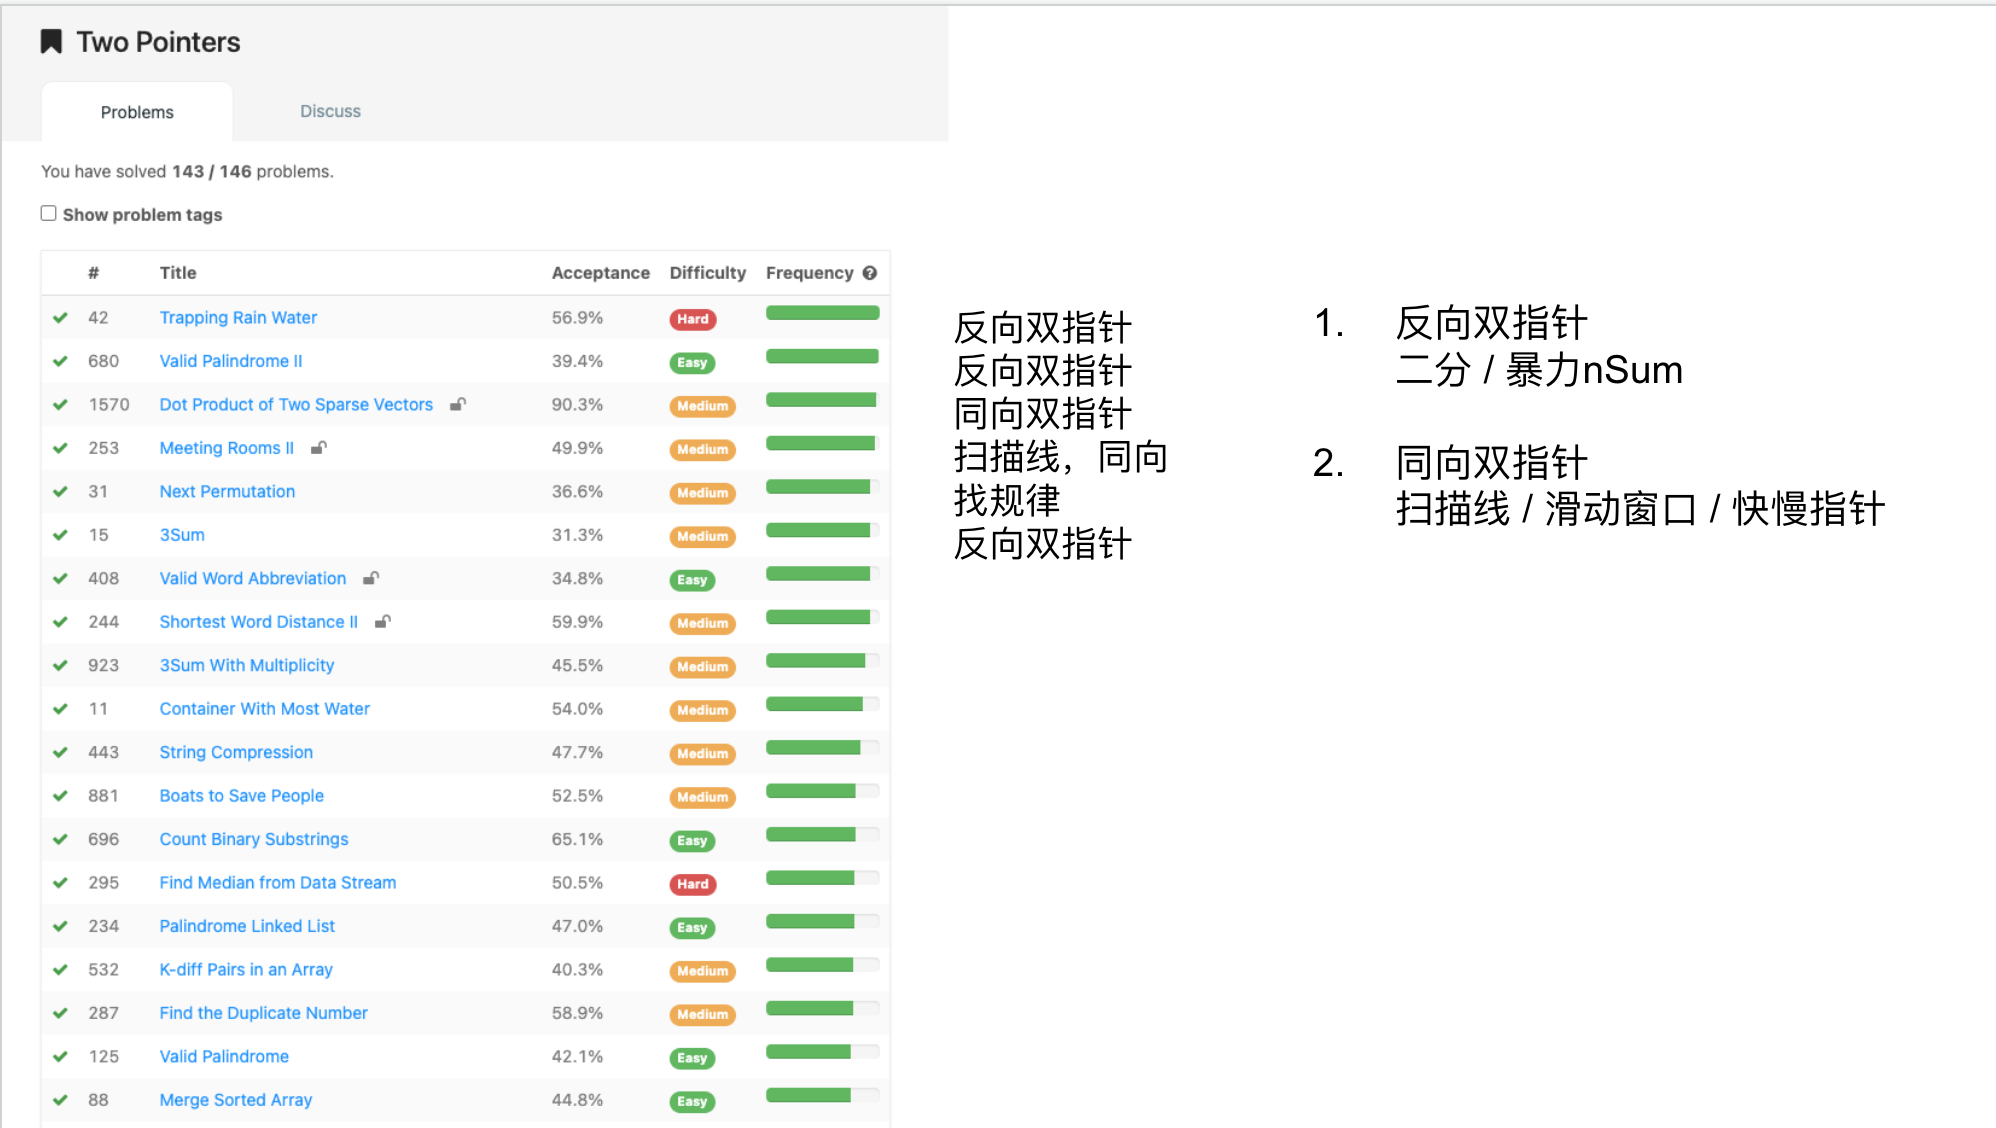 Two Pointers
Problems Discuss
You have solved 143 / 146 problems.
Show problem tags
# Title Acceptance Difficulty Frequency ?
42 Trapping Rain Water 56.9% Hard
680 Valid Palindrome II 39.4% Easy
1570 Dot Product of Two Sparse Vectors 90.3% Medium
253 Meeting Rooms II 49.9% Medium
31 Next Permutation 36.6% Medium
15 3Sum 31.3% Medium
408 Valid Word Abbreviation 34.8% Easy
244 Shortest Word Distance II 59.9% Medium
923 3Sum With Multiplicity 45.5% Medium
11 Container With Most Water 54.0% Medium
443 String Compression 47.7% Medium
881 Boats to Save People 52.5% Medium
696 Count Binary Substrings 65.1% Easy
295 Find Median from Data Stream 50.5% Hard
234 Palindrome Linked List 47.0% Easy
532 K-diff Pairs in an Array 40.3% Medium
287 Find the Duplicate Number 58.9% Medium
125 Valid Palindrome 42.1% Easy
88 Merge Sorted Array 44.8% Easy
反向双指针
反向双指针
同向双指针
扫描线，同向
找规律
反向双指针
1. 反向双指针
二分 / 暴力nSum
2. 同向双指针
扫描线 / 滑动窗口 / 快慢指针